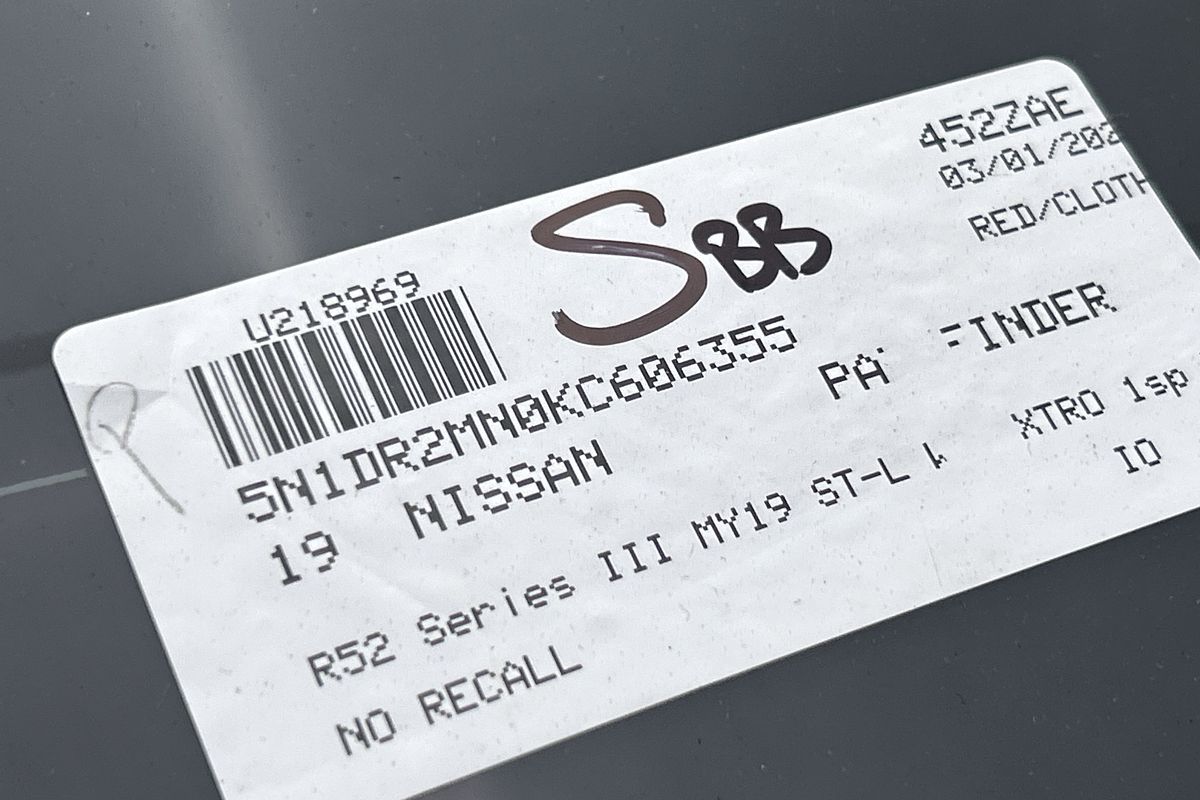 452ZAE
03/01/202
RED/CLOTH
SBB
U218969
5N1DR2MN0KC606355
19 NISSAN PA FINDER
R52 Series III MY19 ST-L XTRO 1sp
NO RECALL IO
R